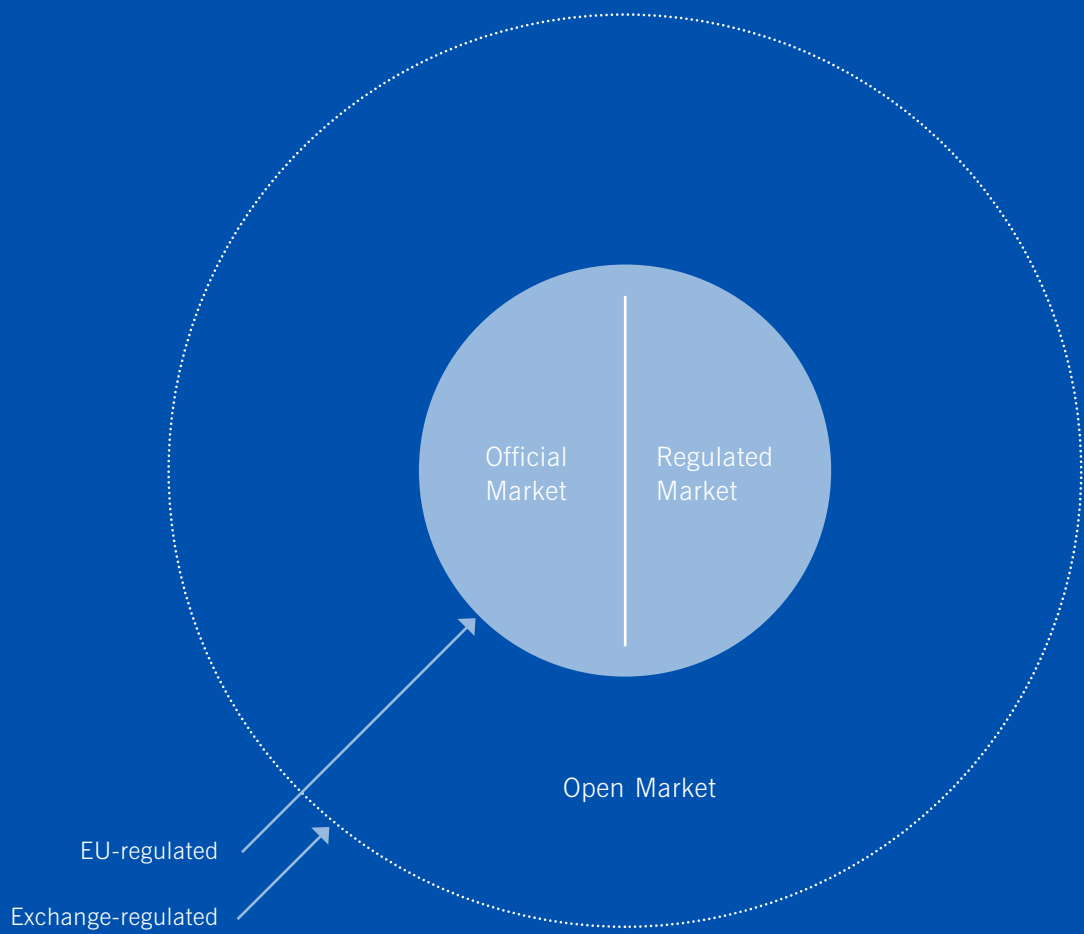 Official
Market
Regulated
Market
Open Market
EU-regulated
Exchange-regulated